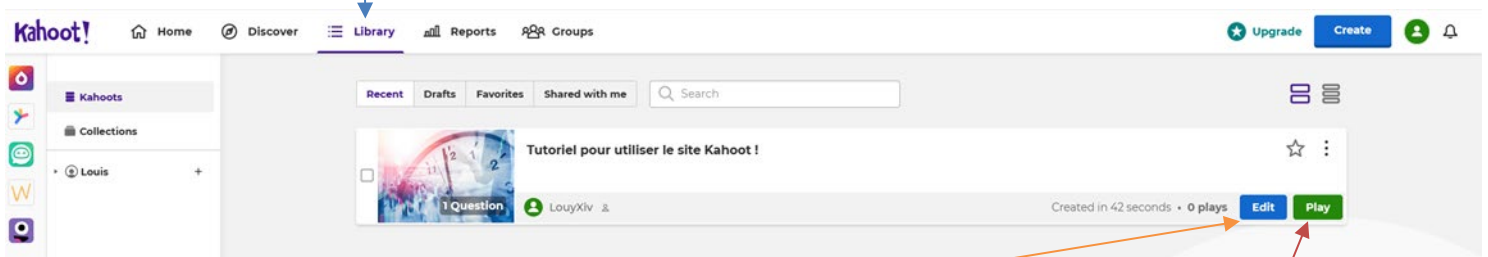 Kahoot! Home Discover Library Reports Groups Upgrade Create
Recent Drafts Favorites Shared with me Search
Kahoots
Collections
Louis +
Tutoriel pour utiliser le site Kahoot !
1 Question LouyXiv Created in 42 seconds • 0 plays Edit Play